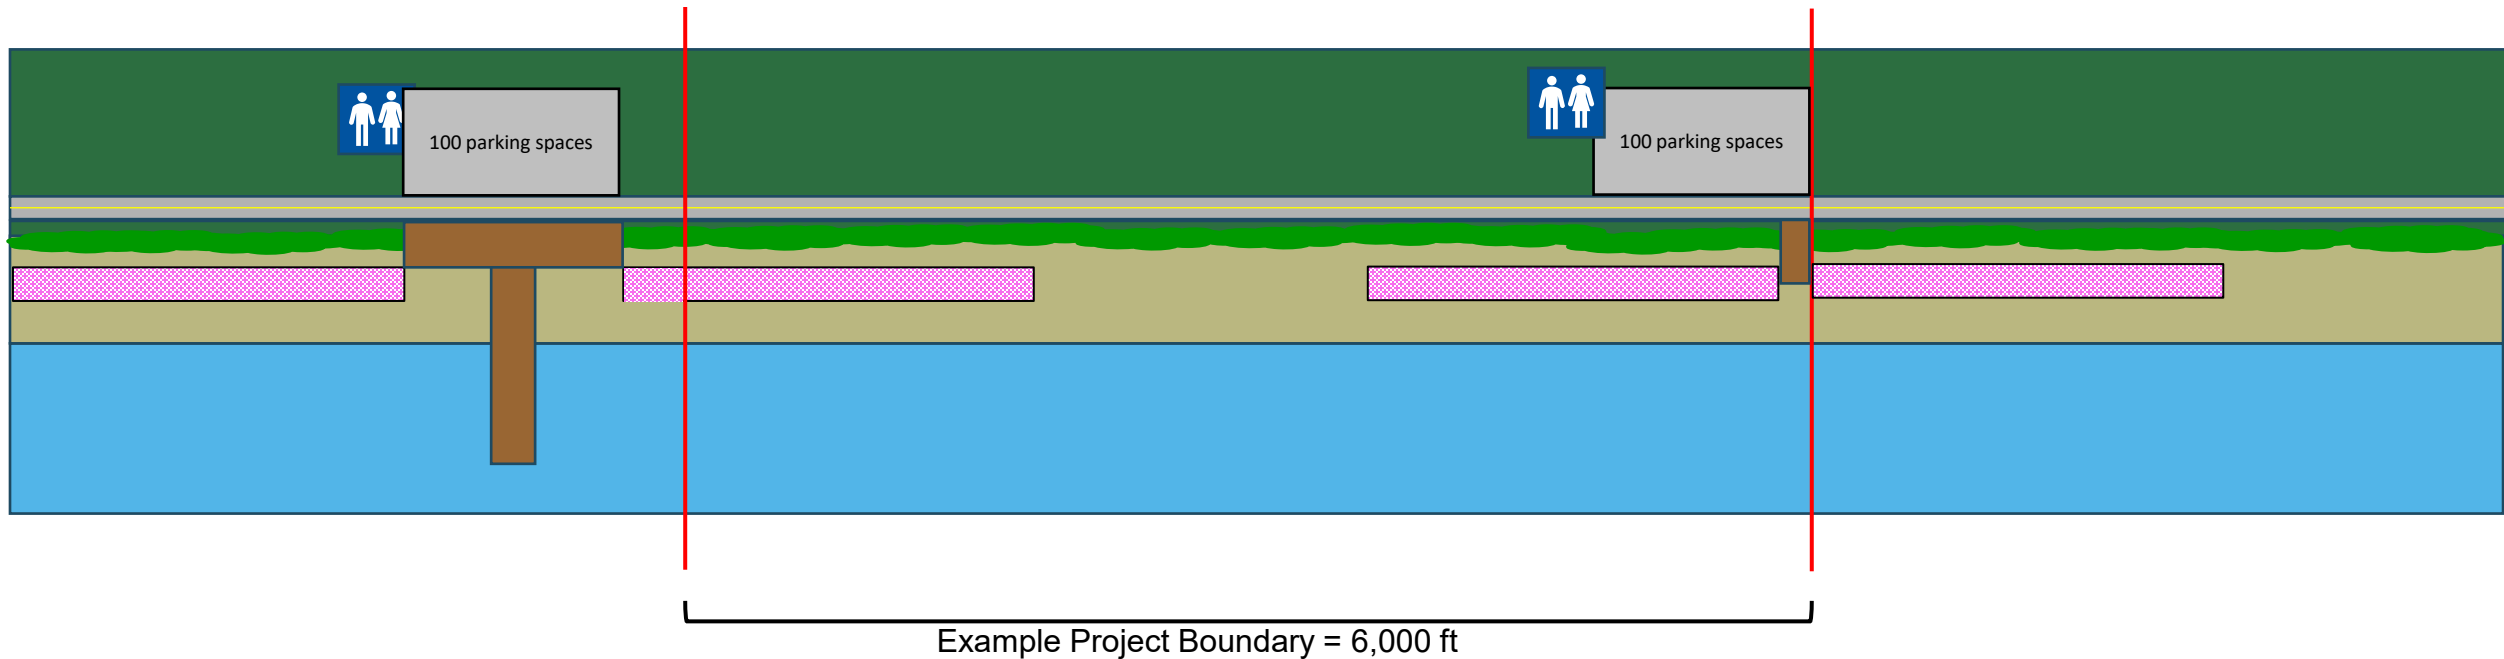 100 parking spaces
100 parking spaces
Example Project Boundary = 6,000 ft